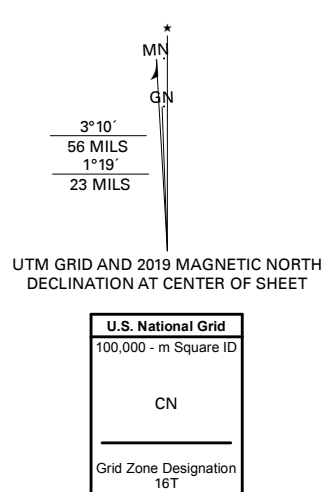 MN
GN
3°10´
56 MILS
1°19´
23 MILS
UTM GRID AND 2019 MAGNETIC NORTH
DECLINATION AT CENTER OF SHEET
U.S. National Grid
100,000 - m Square ID
CN
Grid Zone Designation
16T